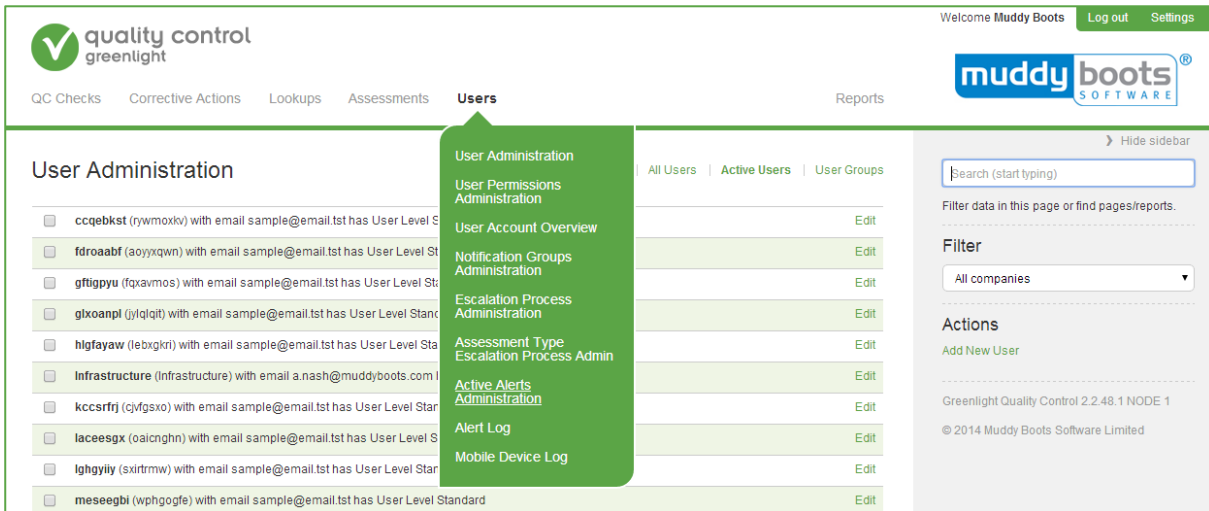 Welcome Muddy Boots
Log out
Settings
quality control
greenlight
muddy boots®
SOFTWARE
QC Checks
Corrective Actions
Lookups
Assessments
Users
Reports
User Administration
User Permissions
Administration
User Account Overview
Notification Groups
Administration
Escalation Process
Administration
Assessment Type
Escalation Process Admin
Active Alerts
Administration
Alert Log
Mobile Device Log
User Administration
| All Users | Active Users | User Groups
ccqebkst (rywmoxkv) with email sample@email.tst has User Level S
Edit
fdroaabf (aoyyxqwn) with email sample@email.tst has User Level St
Edit
gftigpyu (fqxavmos) with email sample@email.tst has User Level Sta
Edit
glxoanpl (jylqlqit) with email sample@email.tst has User Level Stand
Edit
hlgfayaw (lebxgkri) with email sample@email.tst has User Level Sta
Edit
Infrastructure (Infrastructure) with email a.nash@muddyboots.com
Edit
kccsrfrj (cjvfgsxo) with email sample@email.tst has User Level Stan
Edit
laceesgx (oaicnghn) with email sample@email.tst has User Level S
Edit
lghgyiiy (sxirtrmw) with email sample@email.tst has User Level Stan
Edit
meseegbi (wphgogfe) with email sample@email.tst has User Level Standard
Edit
Hide sidebar
Search (start typing)
Filter data in this page or find pages/reports.
Filter
All companies
Actions
Add New User
Greenlight Quality Control 2.2.48.1 NODE 1
© 2014 Muddy Boots Software Limited